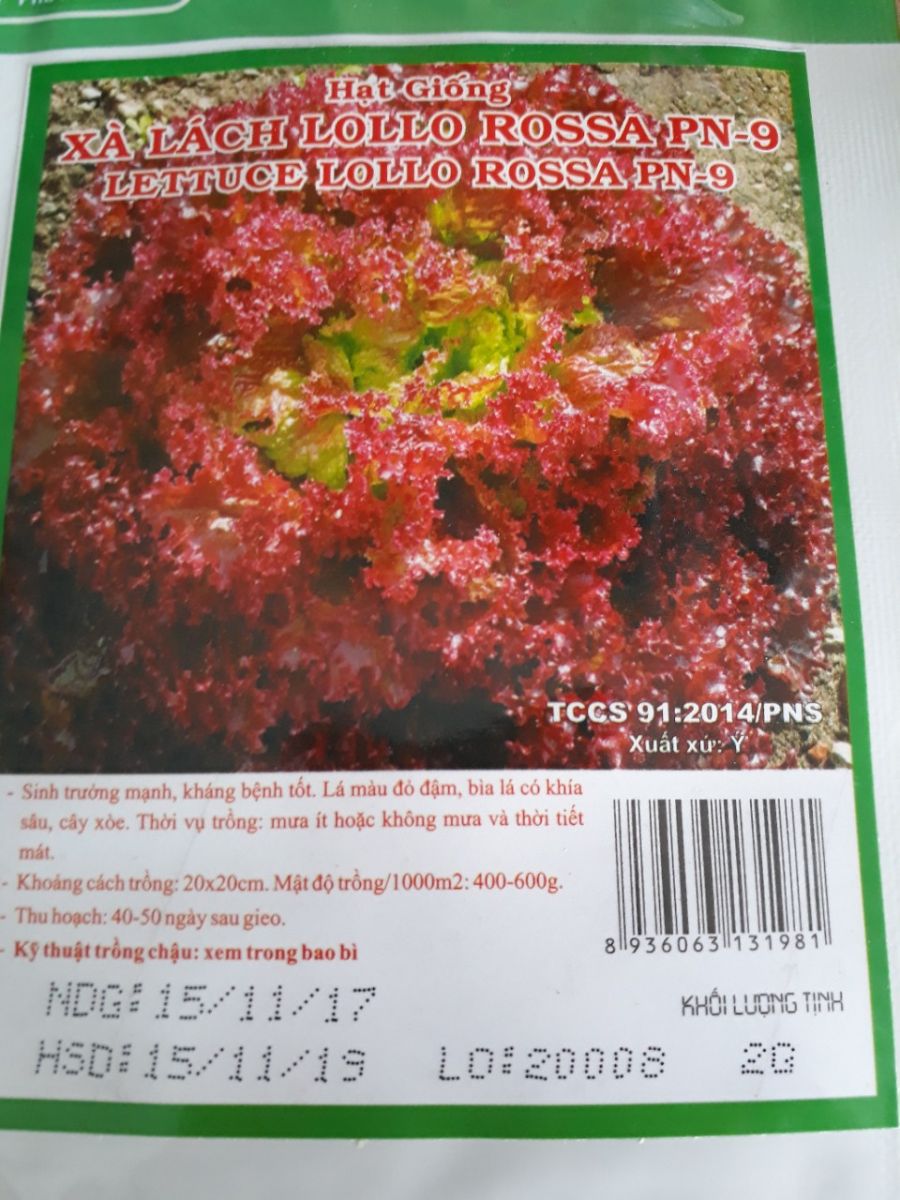 Hạt Giống
XÀ LÁCH LOLLO ROSSA PN-9
LETTUCE LOLLO ROSSA PN-9
TCCS 91:2014/PNS
Xuất xứ: Ý
- Sinh trưởng mạnh, kháng bệnh tốt. Lá màu đỏ đậm, bìa lá có khía
sâu, cây xòe. Thời vụ trồng: mưa ít hoặc không mưa và thời tiết
mát.
- Khoảng cách trồng: 20x20cm. Mật độ trồng/1000m2: 400-600g.
- Thu hoạch: 40-50 ngày sau gieo.
- Kỹ thuật trồng chậu: xem trong bao bì
8 936063 131981
NDG: 15/11/17
KHỐI LƯỢNG TỊNH
HSD: 15/11/19 LO: 20008 2G